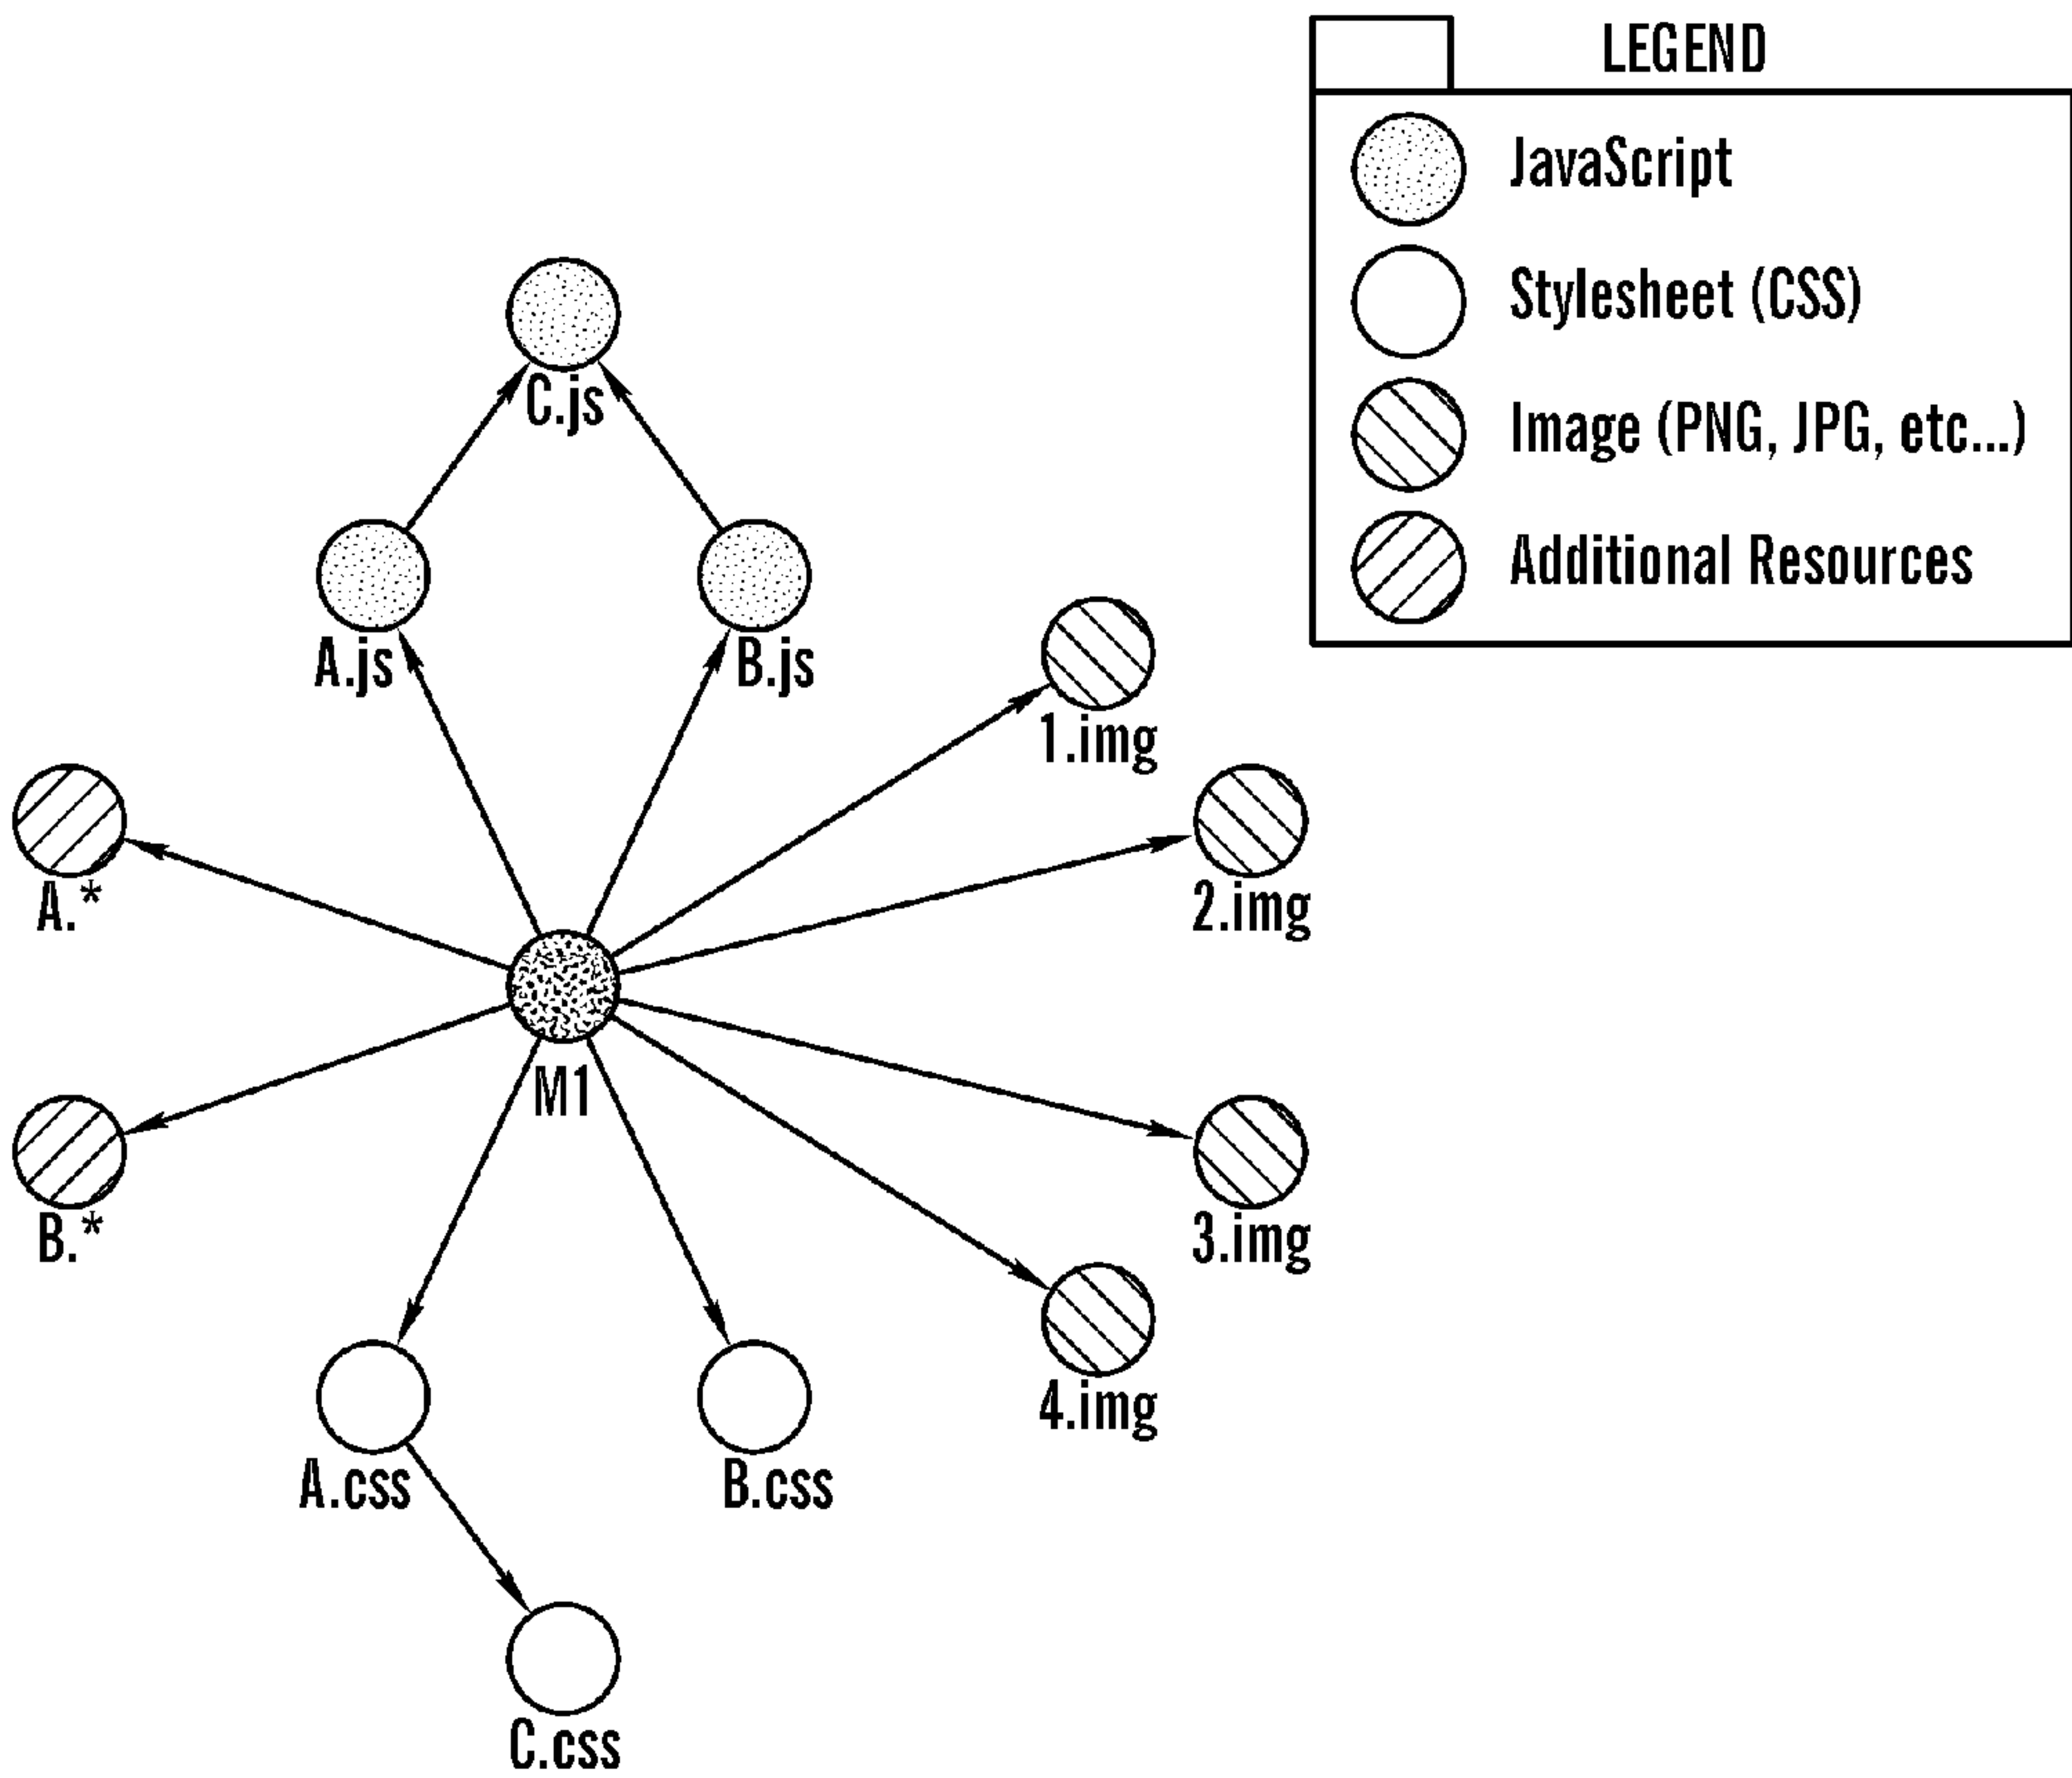 LEGEND
JavaScript
Stylesheet (CSS)
Image (PNG, JPG, etc...)
Additional Resources
C.js
A.js
B.js
1.img
A.*
2.img
M1
B.*
3.img
4.img
A.css
B.css
C.css